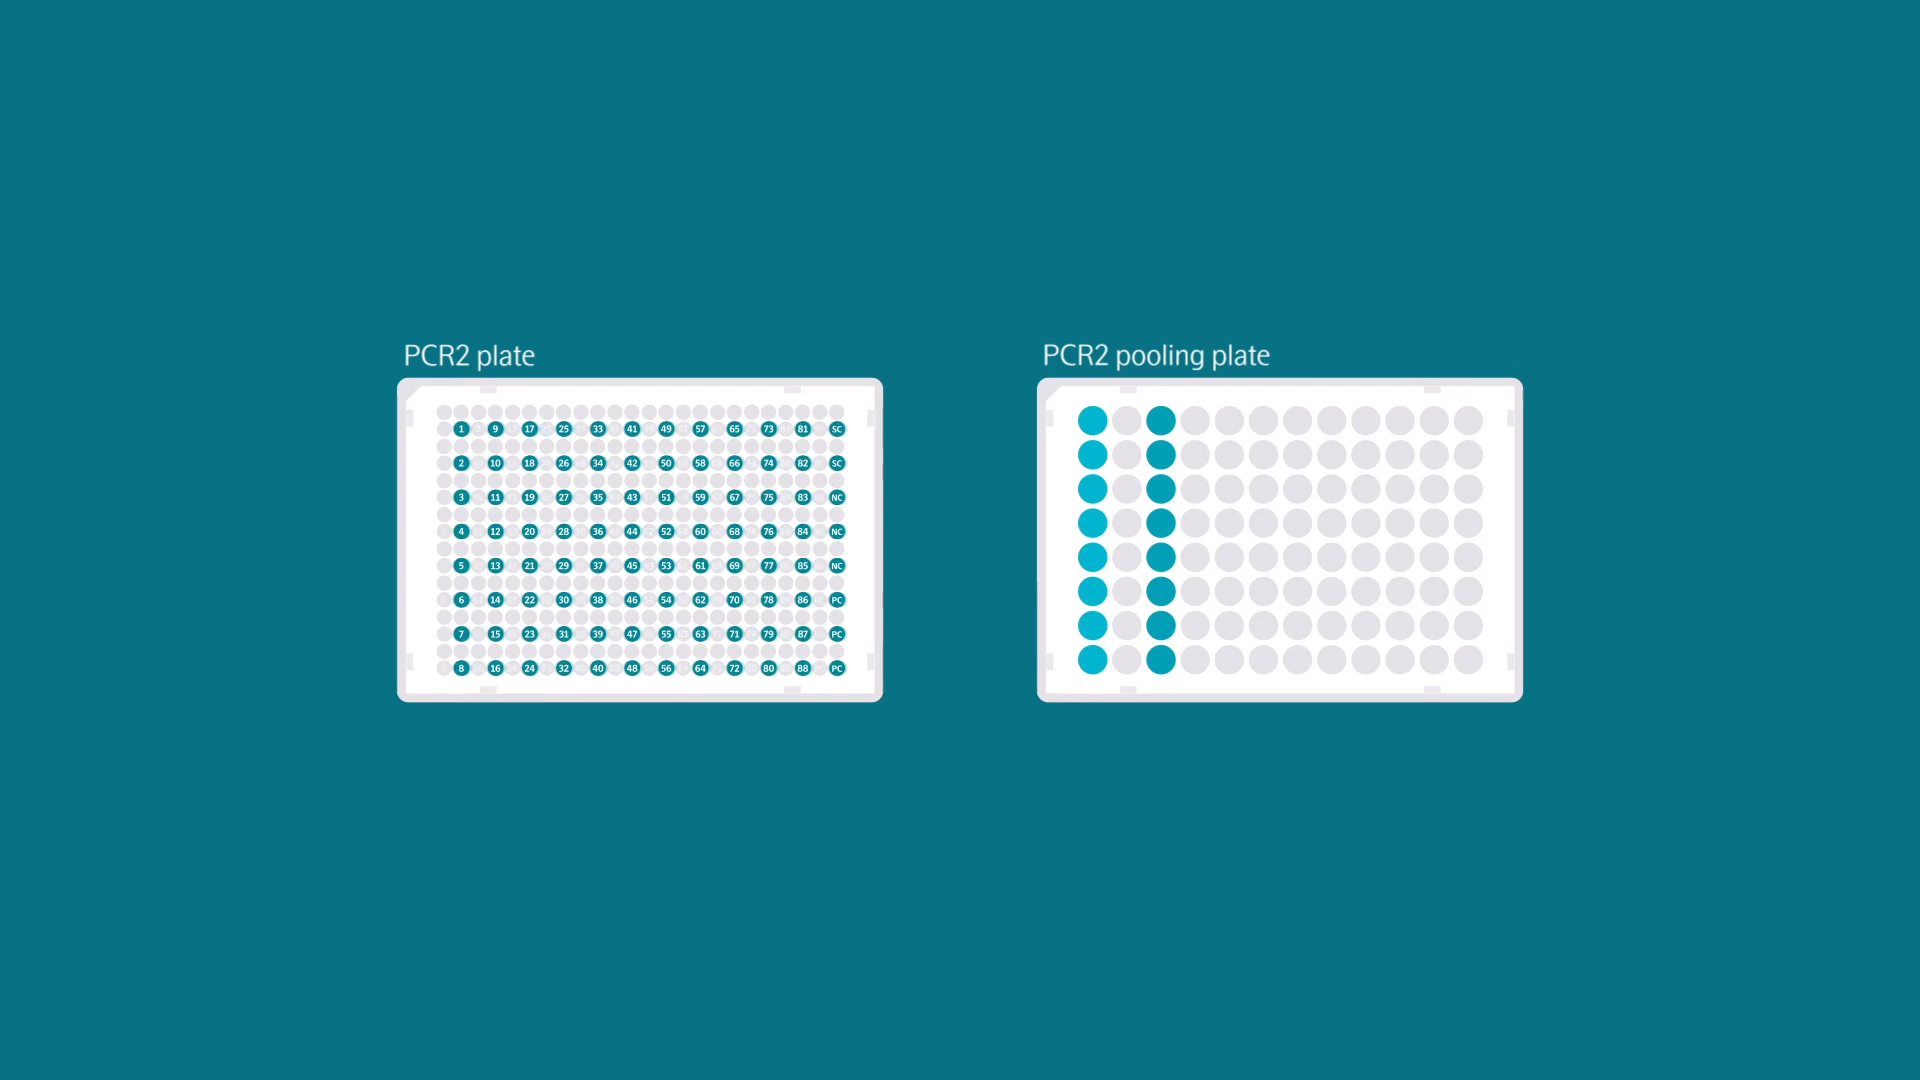 PCR2 plate
PCR2 pooling plate
1 9 17 25 33 41 49 57 65 73 81 SC
2 10 18 26 34 42 50 58 66 74 82 SC
3 11 19 27 35 43 51 59 67 75 83 NC
4 12 20 28 36 44 52 60 68 76 84 NC
5 13 21 29 37 45 53 61 69 77 85 NC
6 14 22 30 38 46 54 62 70 78 86 PC
7 15 23 31 39 47 55 63 71 79 87 PC
8 16 24 32 40 48 56 64 72 80 88 PC